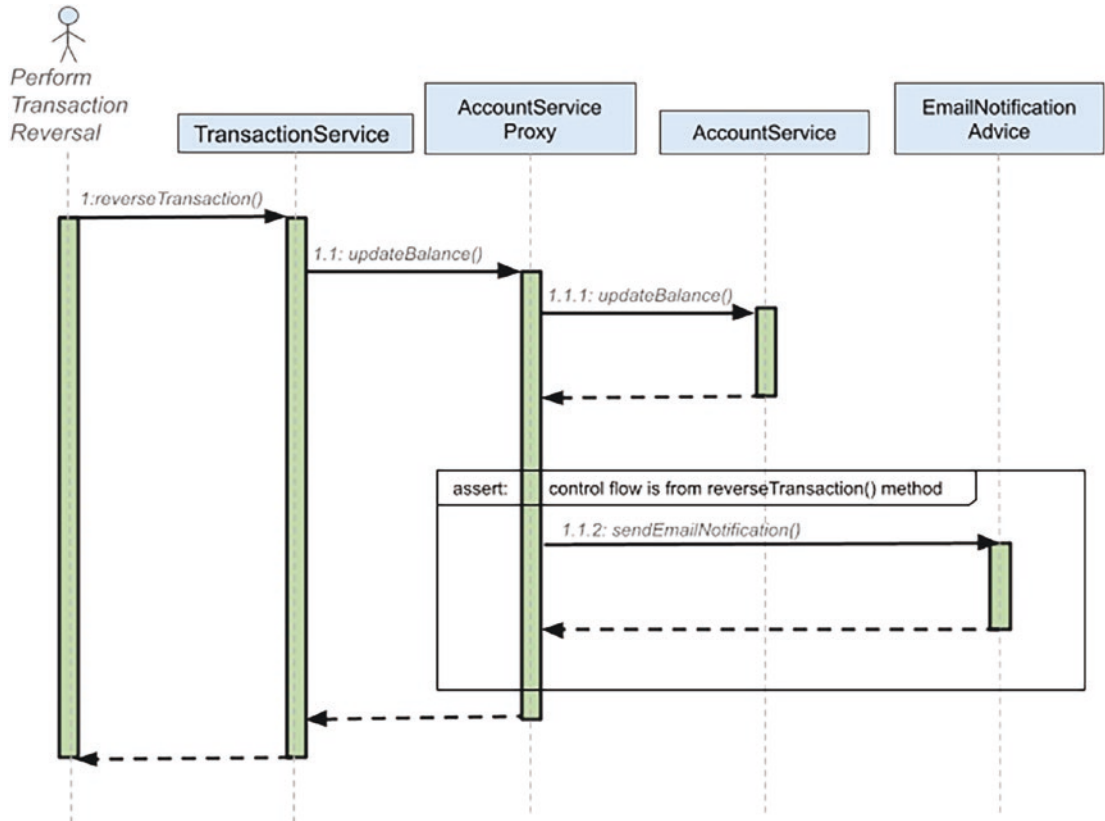 Perform
Transaction
Reversal
TransactionService
AccountService
Proxy
AccountService
EmailNotification
Advice
1:reverseTransaction()
1.1: updateBalance()
1.1.1: updateBalance()
assert: control flow is from reverseTransaction() method
1.1.2: sendEmailNotification()